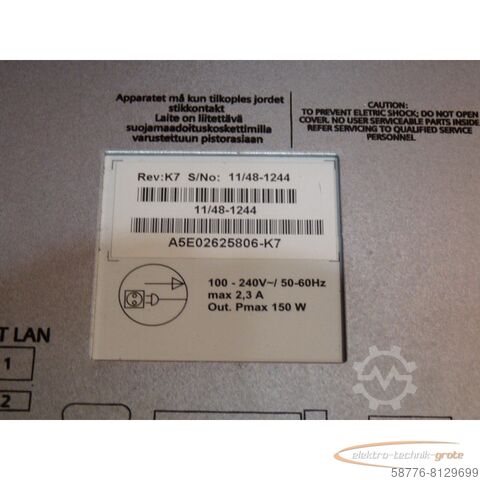 Apparatet må kun tilkoples jordet
stikkontakt
Laite on liitettävä
suojamaadoituskoskettimilla
varustettuun pistorasiaan
CAUTION:
TO PREVENT ELETRIC SHOCK; DO NOT OPEN
COVER. NO USER SERVICEABLE PARTS INSIDE
REFER SERVICING TO QUALIFIED SERVICE
PERSONNEL
Rev:K7 S/No: 11/48-1244
11/48-1244
A5E02625806-K7
100 - 240V~/ 50-60Hz
max 2,3 A
Out. Pmax 150 W
T LAN
1
2
elektro-technik-grote
58776-8129699